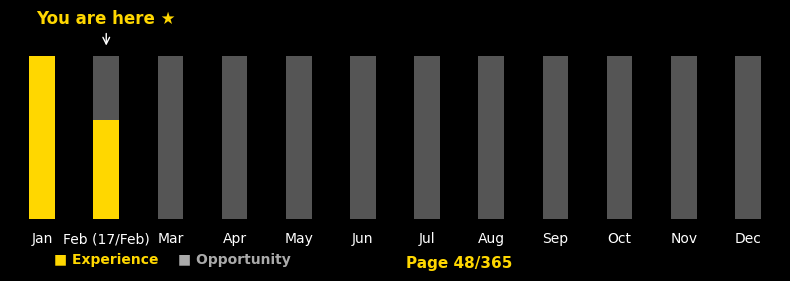 You are here ★
Jan Feb (17/Feb) Mar Apr May Jun Jul Aug Sep Oct Nov Dec
■ Experience ■ Opportunity Page 48/365